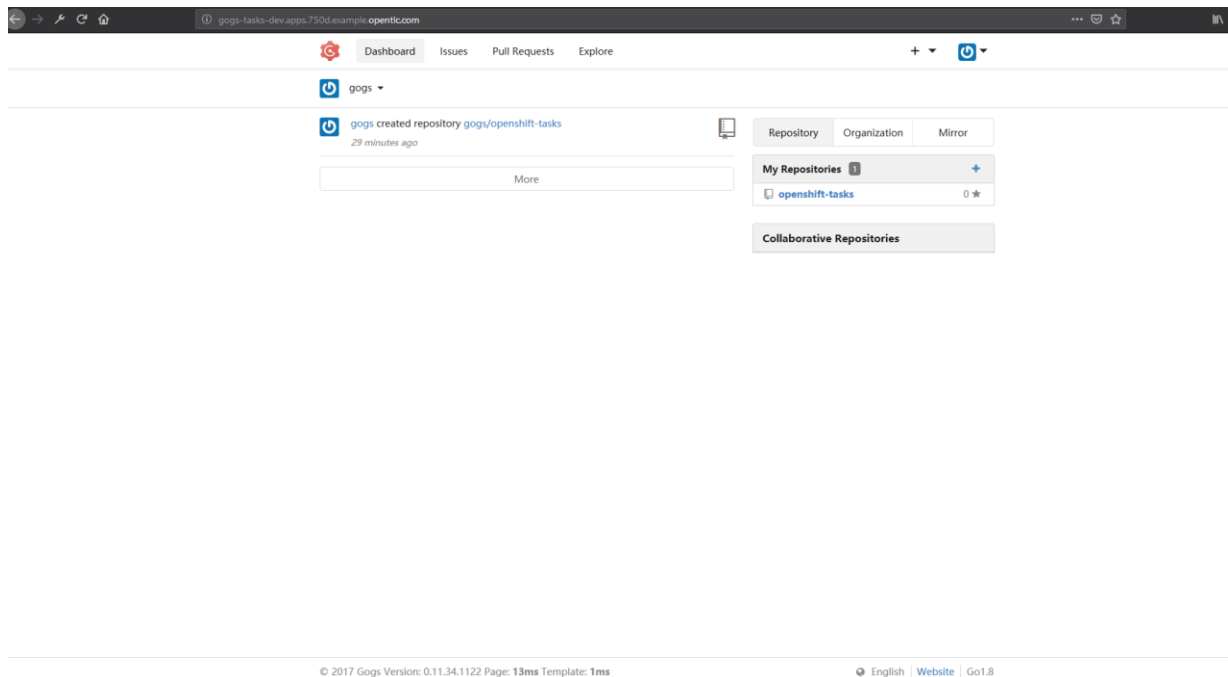 gogs-tasks-dev.apps.750d.example.opentlc.com
Dashboard Issues Pull Requests Explore
gogs
gogs created repository gogs/openshift-tasks
29 minutes ago
More
Repository Organization Mirror
My Repositories 1
openshift-tasks 0
Collaborative Repositories
© 2017 Gogs Version: 0.11.34.1122 Page: 13ms Template: 1ms
English Website Go1.8